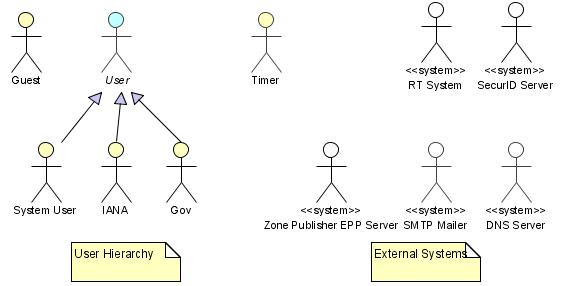 <<system>>
<<system>>
Guest
User
Timer
RT System
SecurID Server
System User
IANA
Gov
<<system>>
<<system>>
<<system>>
Zone Publisher EPP Server
SMTP Mailer
DNS Server
User Hierarchy
External Systems